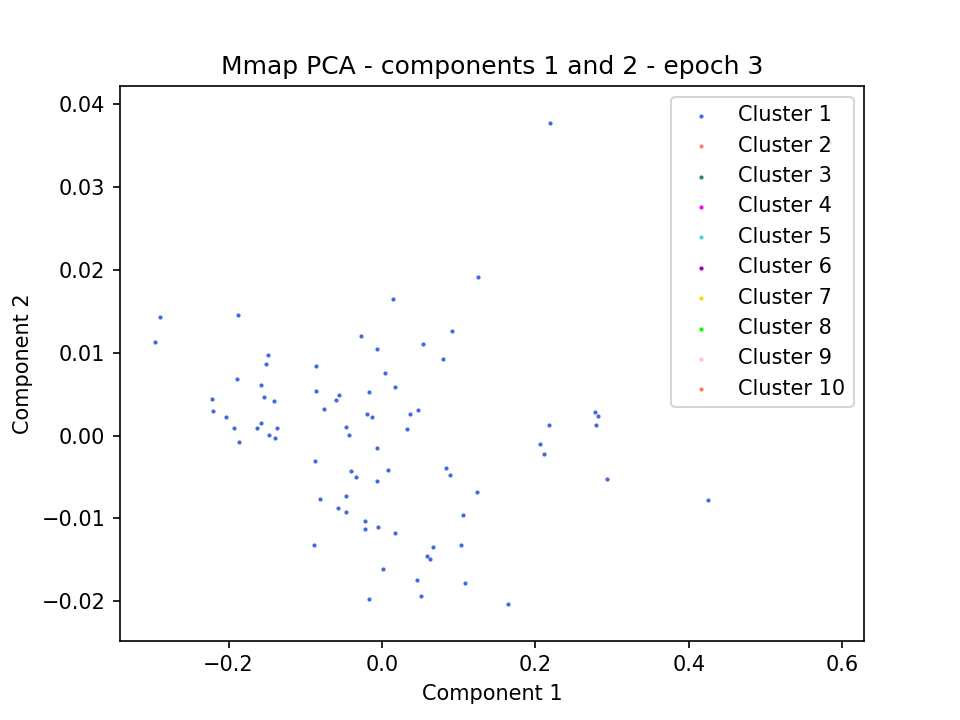 Mmap PCA - components 1 and 2 - epoch 3
Component 2
0.04
0.03
0.02
0.01
0.00
−0.01
−0.02
Cluster 1
Cluster 2
Cluster 3
Cluster 4
Cluster 5
Cluster 6
Cluster 7
Cluster 8
Cluster 9
Cluster 10
−0.2 0.0 0.2 0.4 0.6
Component 1